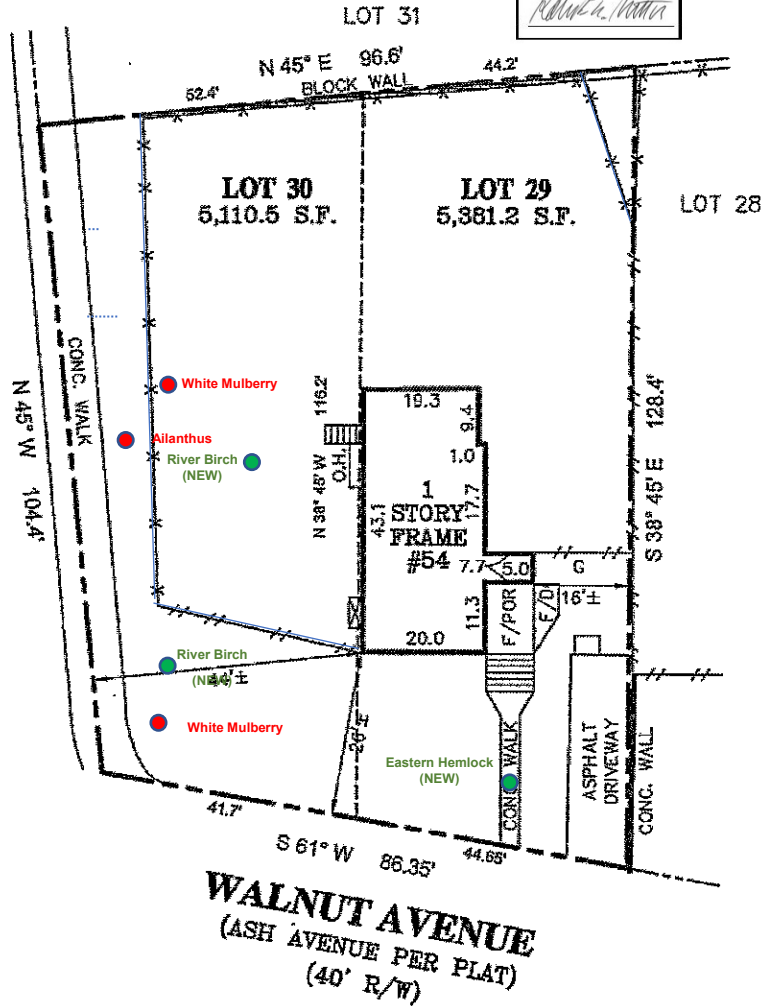 LOT 31
N 45° E 96.6'
52.4' BLOCK WALL 44.2'
LOT 30
5,110.5 S.F.
LOT 29
5,381.2 S.F.
LOT 28
CONC. WALK
N 45° W 104.4'
White Mulberry
Ailanthus
River Birch
(NEW)
116.2'
N 38° 45' W
O.H.
19.3
9.4
1.0
17.7
43.1
1
STORY
FRAME
#54
7.7
5.0
G
16'±
S 38° 45' E 128.4'
11.3
F/POR
F/D
20.0
River Birch
(NEW)
44'±
White Mulberry
26'±
Eastern Hemlock
(NEW)
CONC. WALK
ASPHALT
DRIVEWAY
CONC. WALL
41.7'
S 61° W 86.35'
44.65'
WALNUT AVENUE
(ASH AVENUE PER PLAT)
(40' R/W)